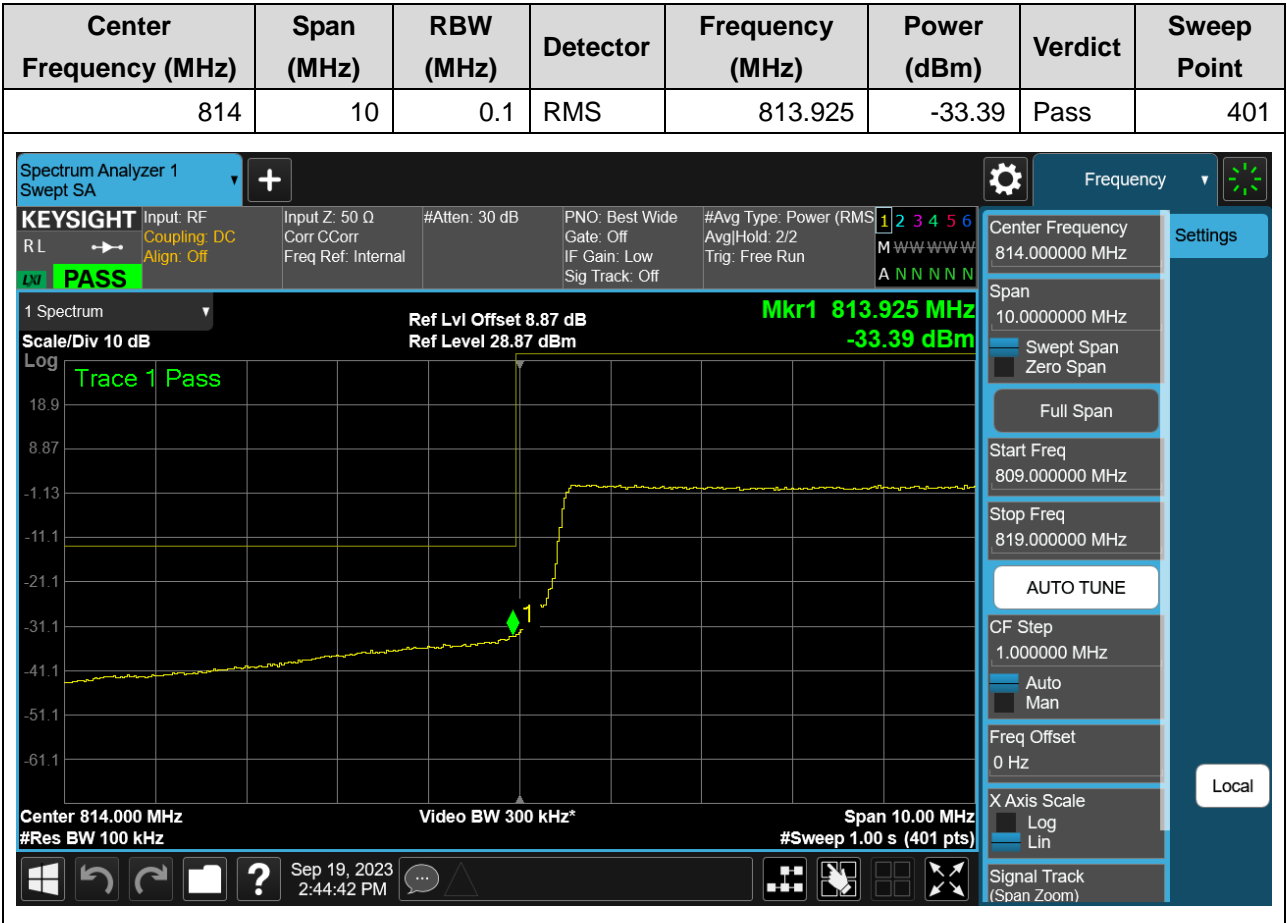 Center Frequency (MHz) Span (MHz) RBW (MHz) Detector Frequency (MHz) Power (dBm) Verdict Sweep Point
814 10 0.1 RMS 813.925 -33.39 Pass 401
Spectrum Analyzer 1
Swept SA
Frequency
KEYSIGHT
R L
LXI PASS
Input: RF
Coupling: DC
Align: Off
Input Z: 50 Ω
Corr CCorr
Freq Ref: Internal
#Atten: 30 dB
PNO: Best Wide
Gate: Off
IF Gain: Low
Sig Track: Off
#Avg Type: Power (RMS
Avg|Hold: 2/2
Trig: Free Run
1 2 3 4 5 6
M W W W W W
A N N N N N
1 Spectrum
Scale/Div 10 dB
Ref Lvl Offset 8.87 dB
Ref Level 28.87 dBm
Mkr1 813.925 MHz
-33.39 dBm
Log
Trace 1 Pass
18.9
8.87
-1.13
-11.1
-21.1
-31.1
-41.1
-51.1
-61.1
1
Center 814.000 MHz
#Res BW 100 kHz
Video BW 300 kHz*
Span 10.00 MHz
#Sweep 1.00 s (401 pts)
Center Frequency
814.000000 MHz
Settings
Span
10.0000000 MHz
Swept Span
Zero Span
Full Span
Start Freq
809.000000 MHz
Stop Freq
819.000000 MHz
AUTO TUNE
CF Step
1.000000 MHz
Auto
Man
Freq Offset
0 Hz
X Axis Scale
Log
Lin
Signal Track
(Span Zoom)
Local
?
Sep 19, 2023
2:44:42 PM